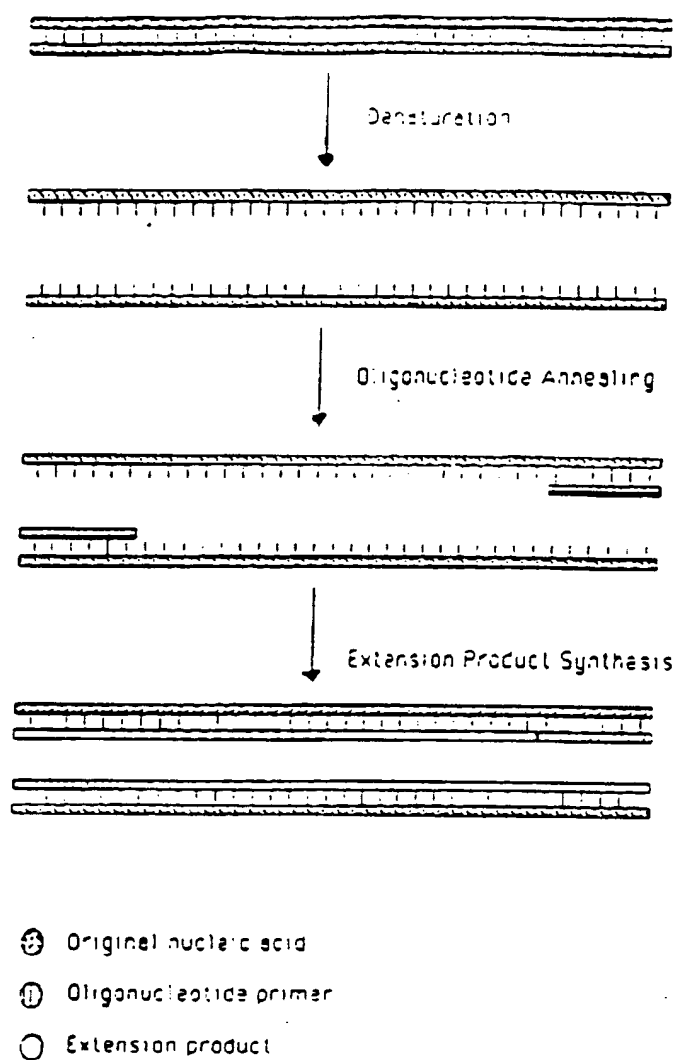 Denaturation
Oligonucleotide Annealing
Extension Product Synthesis
Original nucleic acid
Oligonucleotide primer
Extension product